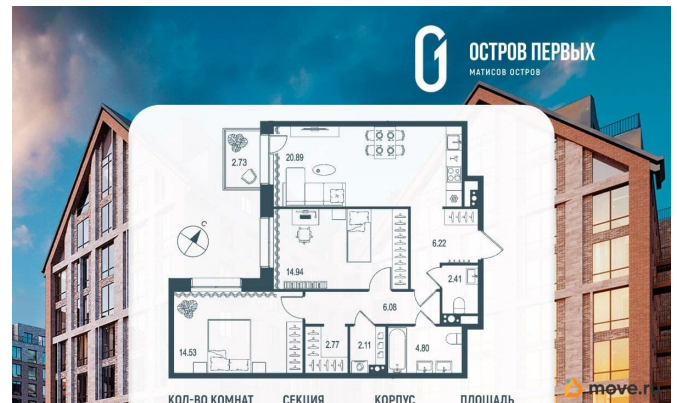 ОСТРОВ ПЕРВЫХ
МАТИСОВ ОСТРОВ
2.73
20.89
С
6.22
14.94
2.41
6.08
14.53
2.77
2.11
4.80
КОЛ-ВО КОМНАТ СЕКЦИЯ КОРПУС ПЛОЩАДЬ
move.ru